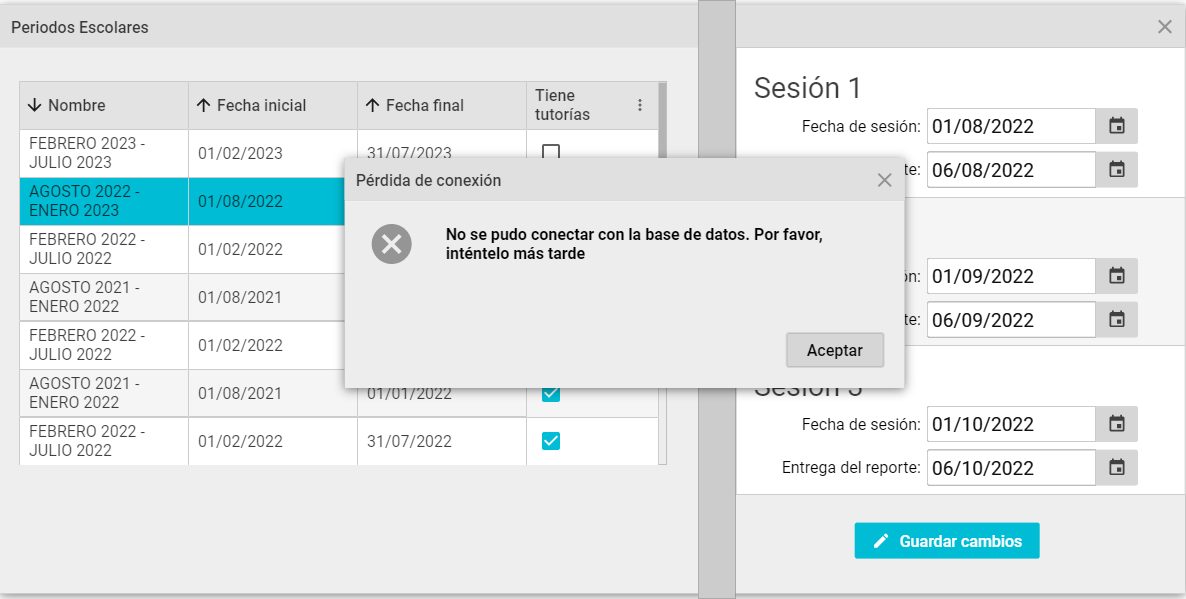 Periodos Escolares
Nombre
Fecha inicial
Fecha final
Tiene
tutorías
FEBRERO 2023 -
JULIO 2023
01/02/2023
31/07/2023
AGOSTO 2022 -
ENERO 2023
01/08/2022
FEBRERO 2022 -
JULIO 2022
01/02/2022
AGOSTO 2021 -
ENERO 2022
01/08/2021
FEBRERO 2022 -
JULIO 2022
01/02/2022
AGOSTO 2021 -
ENERO 2022
01/08/2021
01/01/2022
FEBRERO 2022 -
JULIO 2022
01/02/2022
31/07/2022
Pérdida de conexión
No se pudo conectar con la base de datos. Por favor,
inténtelo más tarde
Aceptar
Sesión 1
Fecha de sesión: 01/08/2022
te: 06/08/2022
ón: 01/09/2022
te: 06/09/2022
Sesión 3
Fecha de sesión: 01/10/2022
Entrega del reporte: 06/10/2022
Guardar cambios